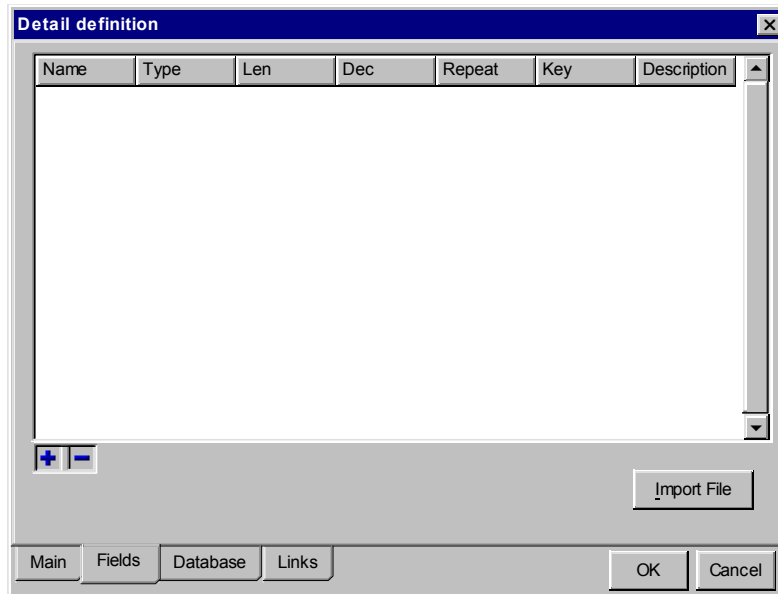 Detail definition
Name Type Len Dec Repeat Key Description
Import File
Main Fields Database Links
OK Cancel